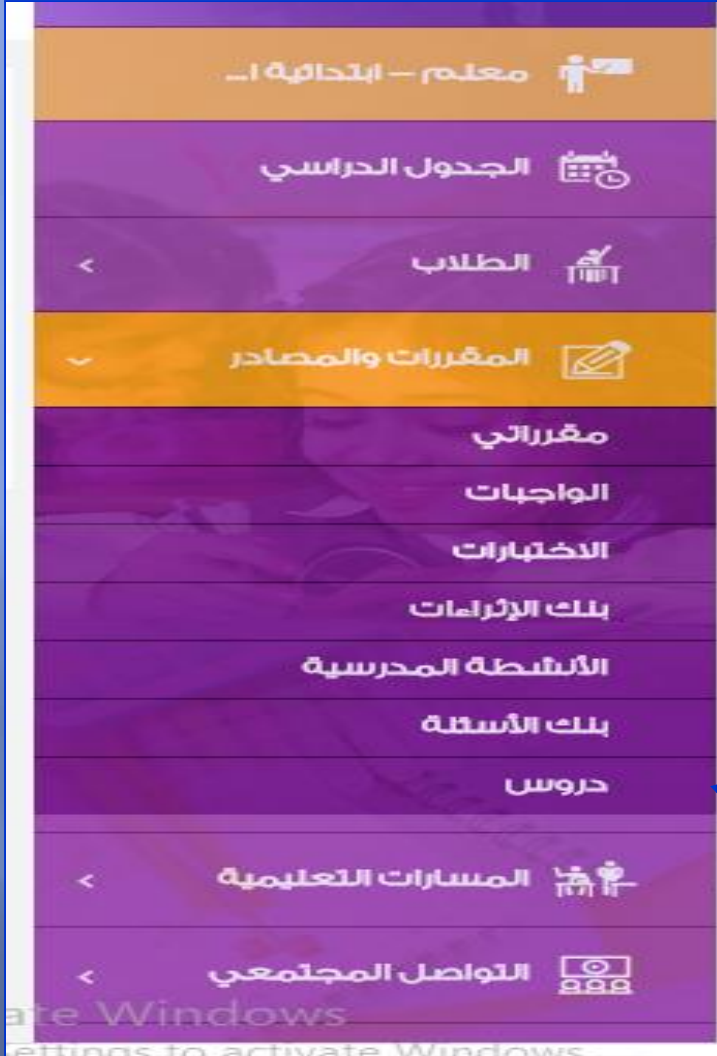 معلم – ابتدائية ا...
الجدول الدراسي
الطلاب
المقررات والمصادر
مقرراتي
الواجبات
الاختبارات
بنك الإثراءات
الأنشطة المدرسية
بنك الأسئلة
دروس
المسارات التعليمية
التواصل المجتمعي
ate Windows
ettings to activate Windows